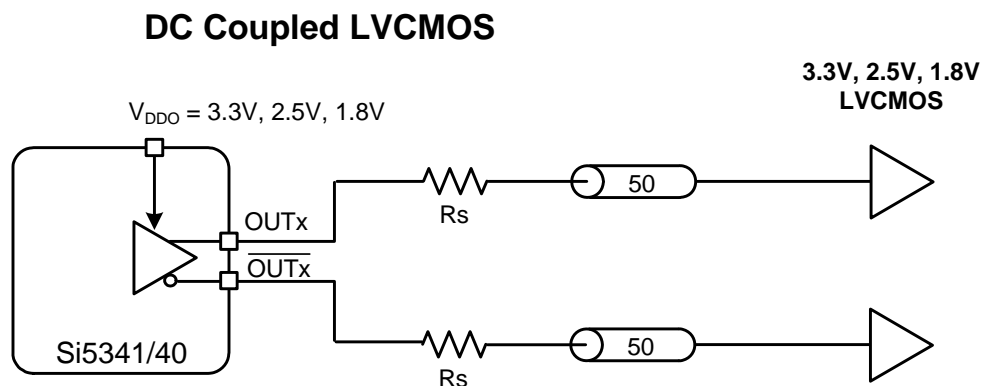 DC Coupled LVCMOS
3.3V, 2.5V, 1.8V
LVCMOS
VDDO = 3.3V, 2.5V, 1.8V
50
Rs
OUTx
OUTx
50
Si5341/40
Rs